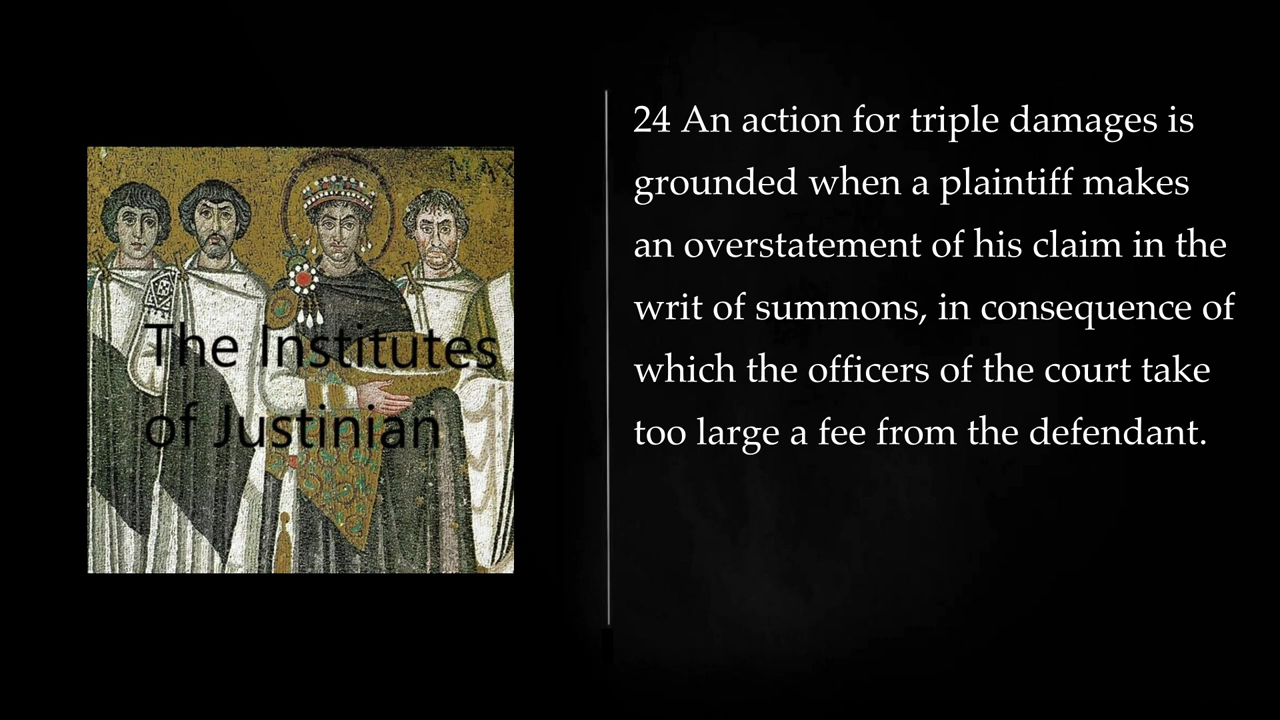 MAX
The Institutes
of Justinian
24 An action for triple damages is
grounded when a plaintiff makes
an overstatement of his claim in the
writ of summons, in consequence of
which the officers of the court take
too large a fee from the defendant.